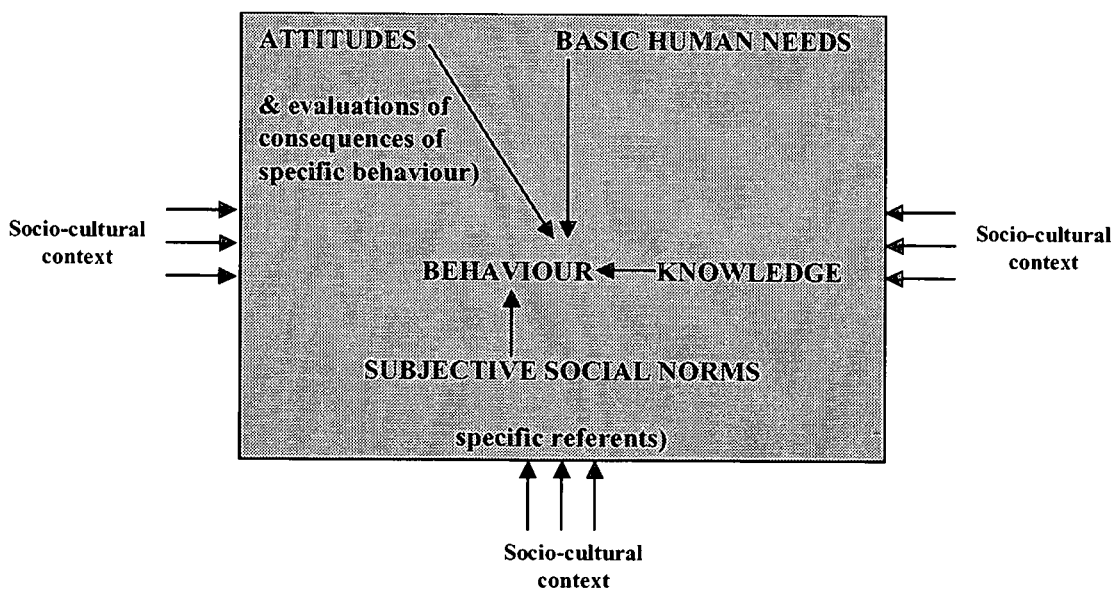 ATTITUDES
BASIC HUMAN NEEDS
& evaluations of
consequences of
specific behaviour)
Socio-cultural
context
Socio-cultural
context
BEHAVIOUR
KNOWLEDGE
SUBJECTIVE SOCIAL NORMS
specific referents)
Socio-cultural
context